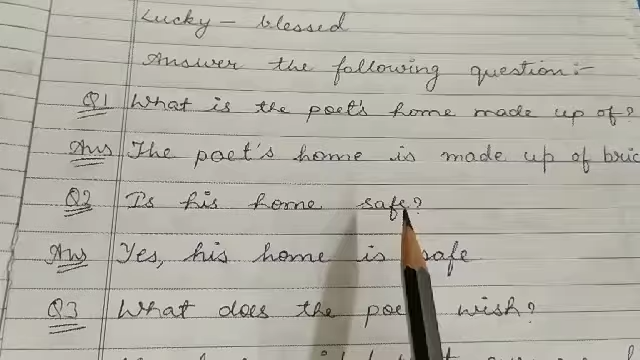 Lucky - blessed
Answer the following question:-
Q1 What is the poet's home made up of?
Ans The poet's home is made up of bric
Q2 Is his home safe?
Ans Yes, his home is safe
Q3 What does the poe wish?